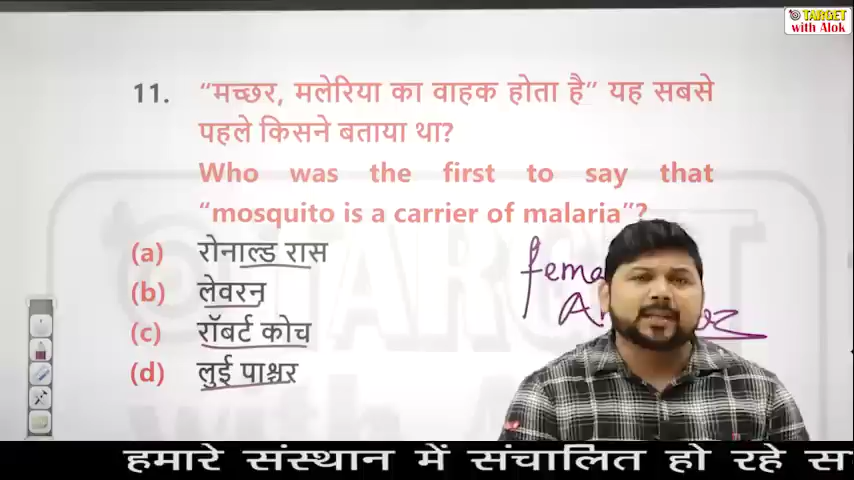 TARGET
with Alok
11. “मच्छर, मलेरिया का वाहक होता है” यह सबसे
पहले किसने बताया था?
Who was the first to say that
“mosquito is a carrier of malaria”?
(a) रोनाल्ड रास
(b) लेवरन
(c) रॉबर्ट कोच
(d) लुई पाश्चर
हमारे संस्थान में संचालित हो रहे